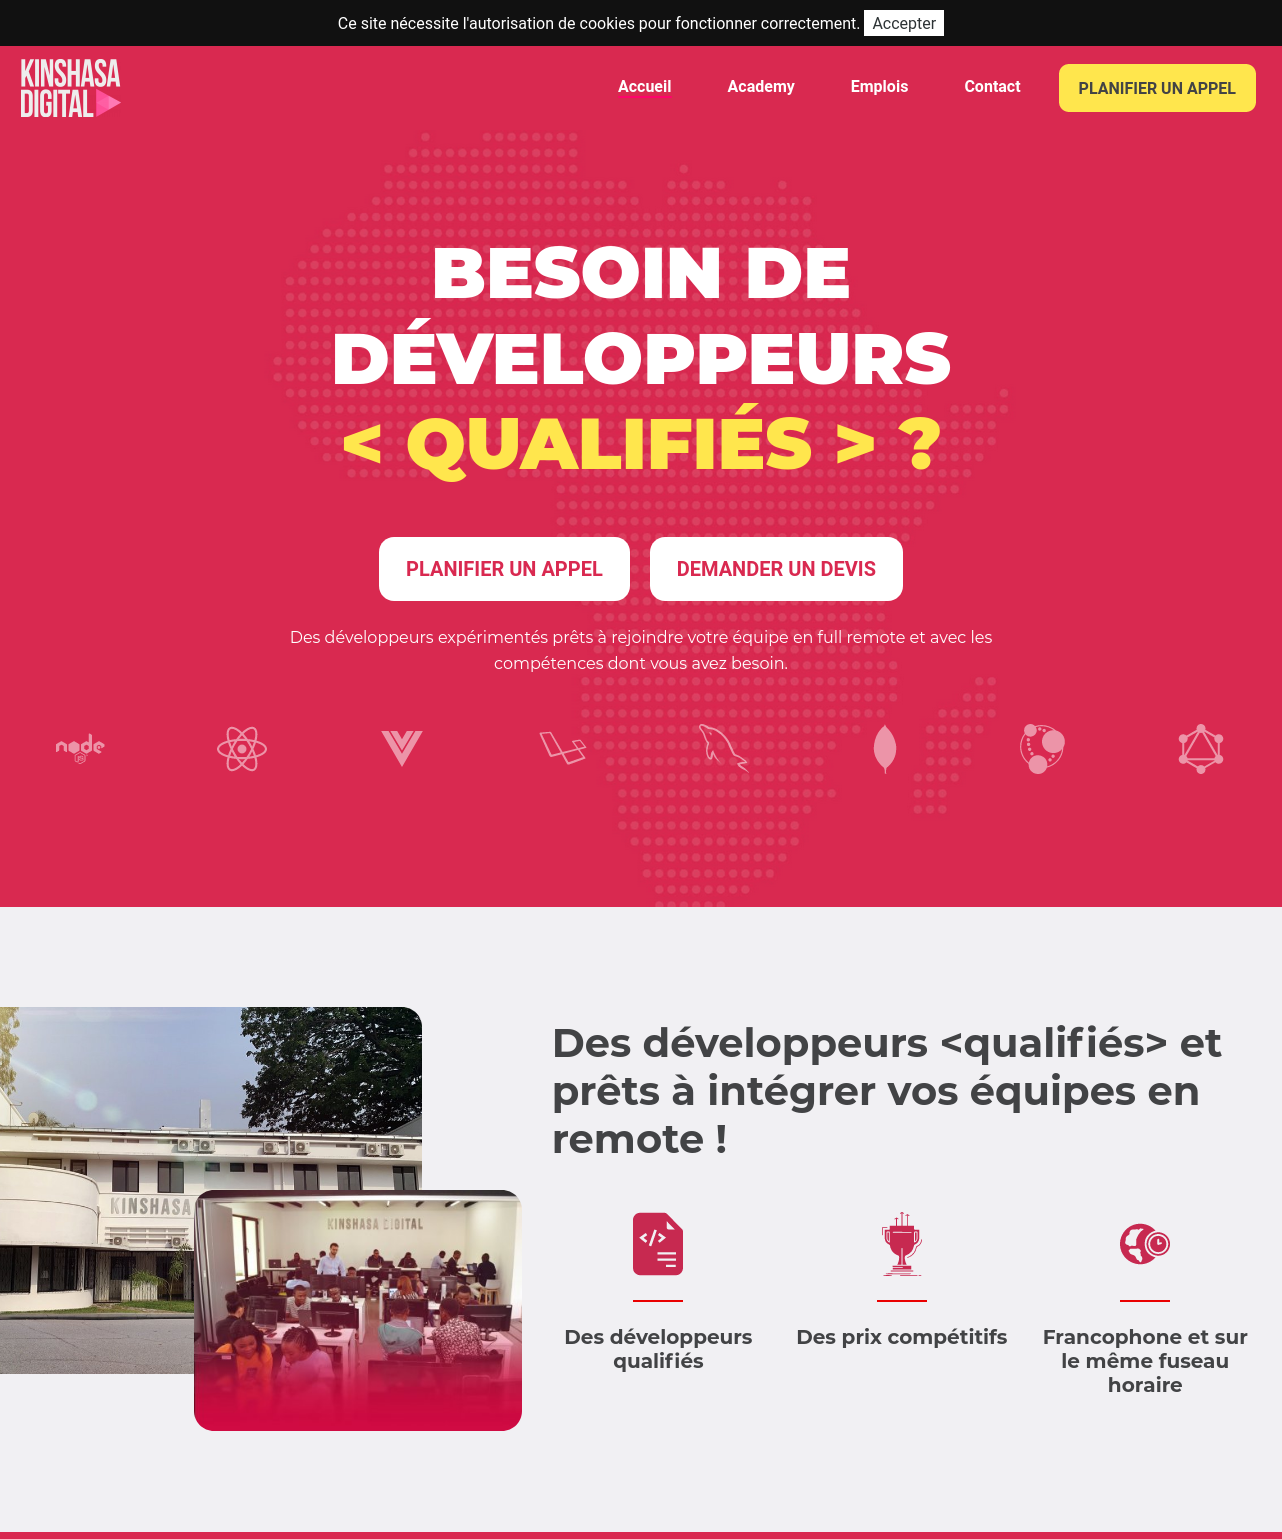 Ce site nécessite l'autorisation de cookies pour fonctionner correctement. Accepter
KINSHASA
DIGITAL
Accueil
Academy
Emplois
Contact
PLANIFIER UN APPEL
BESOIN DE
DÉVELOPPEURS
< QUALIFIÉS > ?
PLANIFIER UN APPEL
DEMANDER UN DEVIS
Des développeurs expérimentés prêts à rejoindre votre équipe en full remote et avec les
compétences dont vous avez besoin.
node
JS
KINSHASA
KINSHASA DIGITAL
Des développeurs <qualifiés> et
prêts à intégrer vos équipes en
remote !
Des développeurs
qualifiés
Des prix compétitifs
Francophone et sur
le même fuseau
horaire